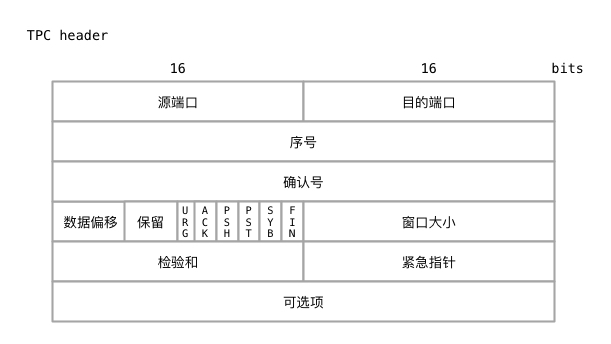 TPC header
16 16 bits
源端口 目的端口
序号
确认号
数据偏移 保留 URG ACK PSH PST SYB FIN 窗口大小
检验和 紧急指针
可选项